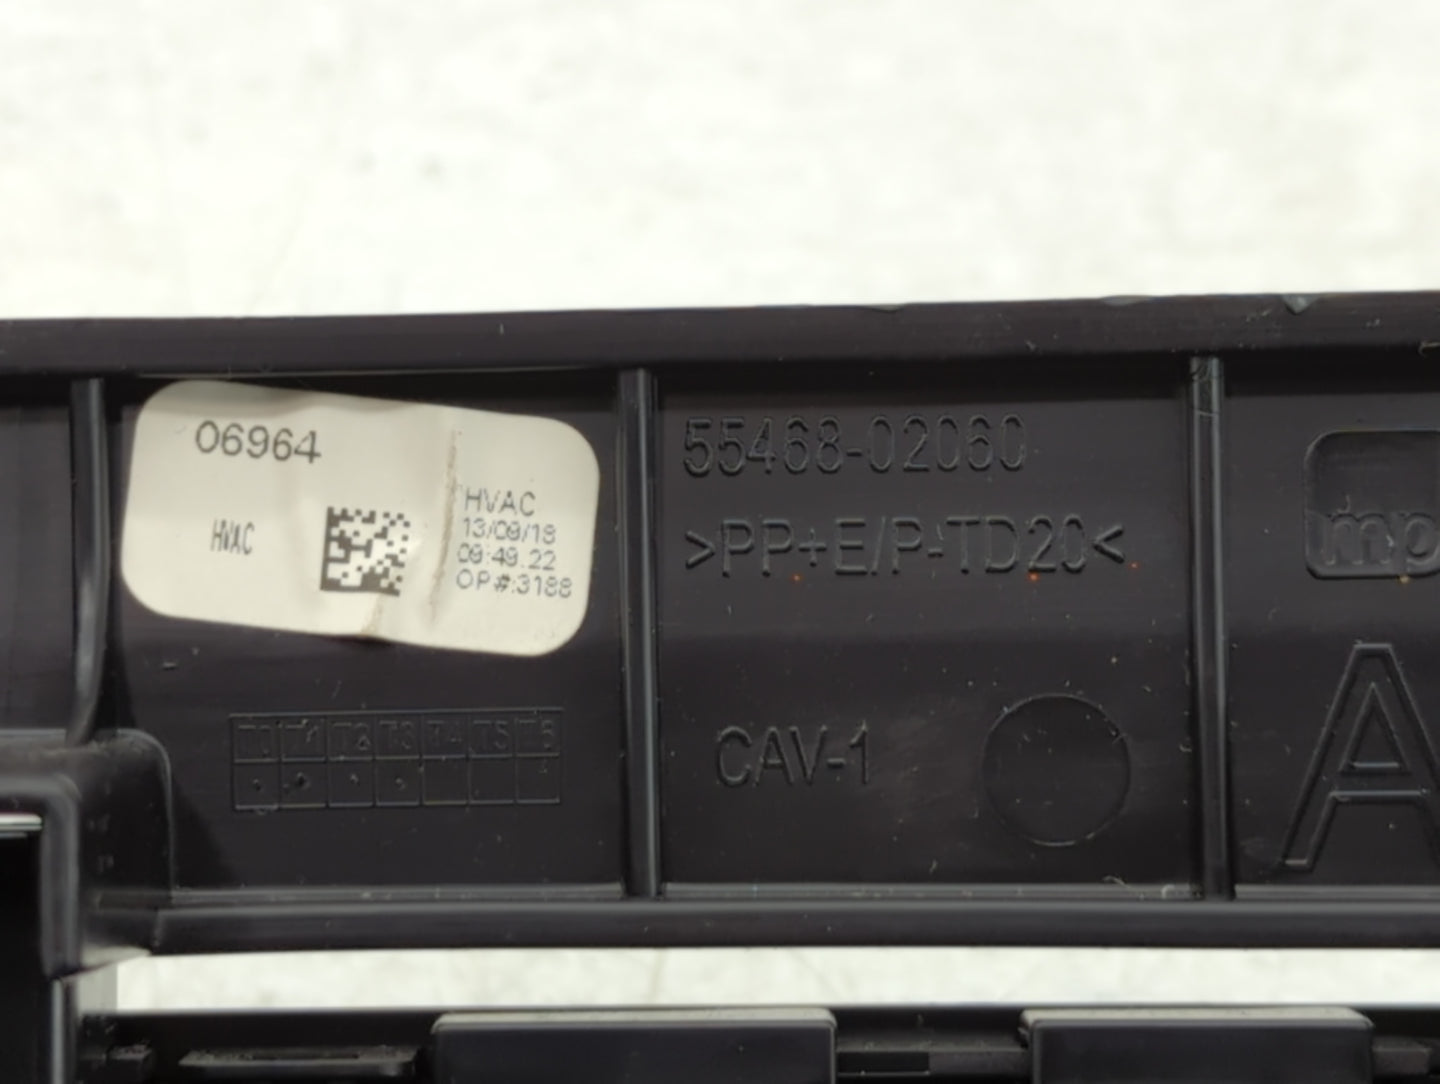 06964
HVAC
HVAC
13/09/18
09:49:22
OP#:3188
55468-02060
>PP+E/P-TD20<
mp
T0 T1 T2 T3 T4 T5 T6
CAV-1
A